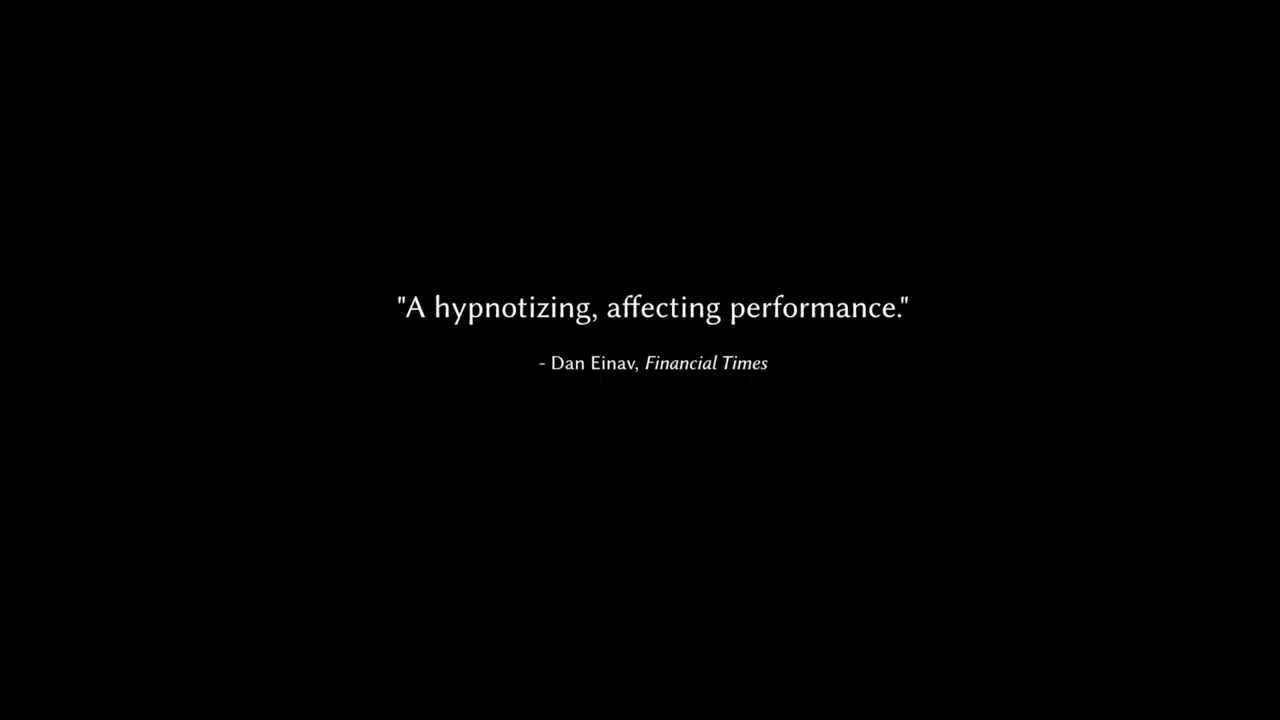 "A hypnotizing, affecting performance."
- Dan Einav, Financial Times